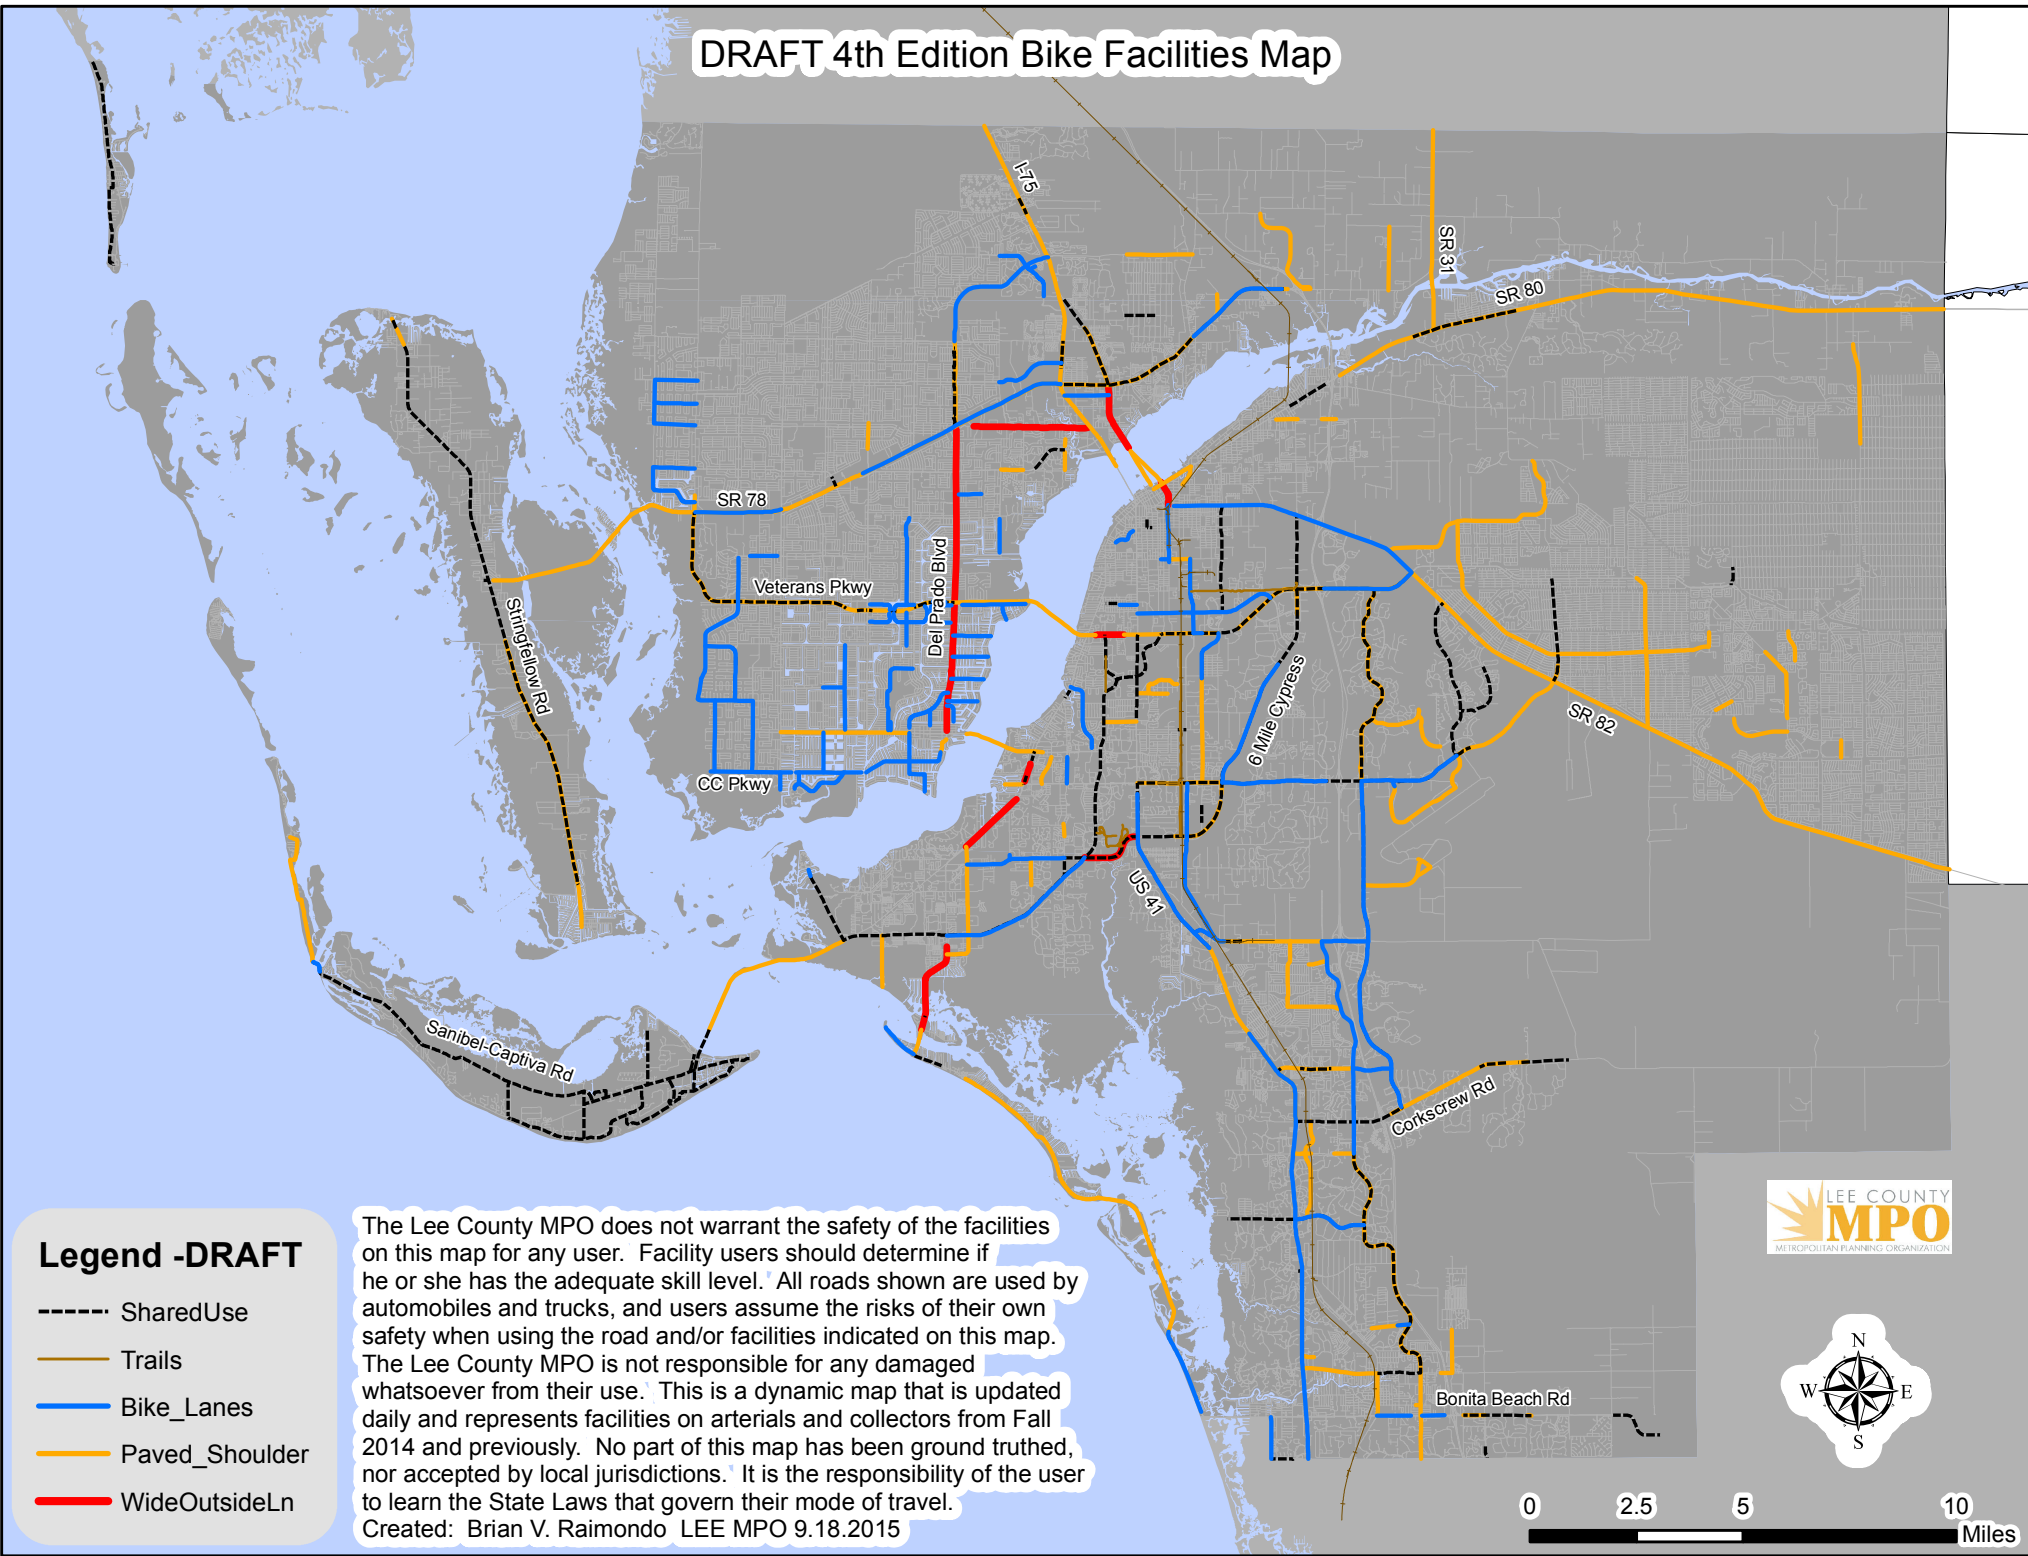 DRAFT 4th Edition Bike Facilities Map
I-75
SR 31
SR 80
SR 78
Veterans Pkwy
Del Prado Blvd
Stringfellow Rd
6 Mile Cypress
SR 82
CC Pkwy
US 41
Sanibel-Captiva Rd
Corkscrew Rd
Bonita Beach Rd
LEE COUNTY
MPO
METROPOLITAN PLANNING ORGANIZATION
Legend -DRAFT
SharedUse
Trails
Bike_Lanes
Paved_Shoulder
WideOutsideLn
The Lee County MPO does not warrant the safety of the facilities
on this map for any user. Facility users should determine if
he or she has the adequate skill level. All roads shown are used by
automobiles and trucks, and users assume the risks of their own
safety when using the road and/or facilities indicated on this map.
The Lee County MPO is not responsible for any damaged
whatsoever from their use. This is a dynamic map that is updated
daily and represents facilities on arterials and collectors from Fall
2014 and previously. No part of this map has been ground truthed,
nor accepted by local jurisdictions. It is the responsibility of the user
to learn the State Laws that govern their mode of travel.
Created: Brian V. Raimondo LEE MPO 9.18.2015
N
W E
S
0 2.5 5 10
Miles